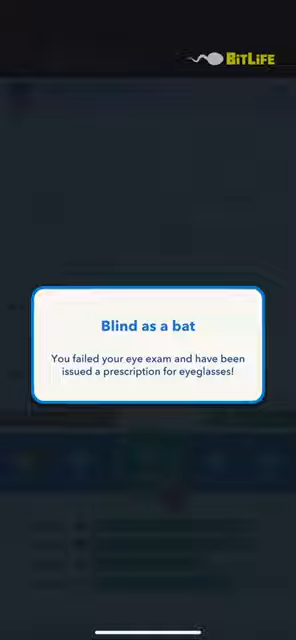 BitLife
Blind as a bat
You failed your eye exam and have been
issued a prescription for eyeglasses!